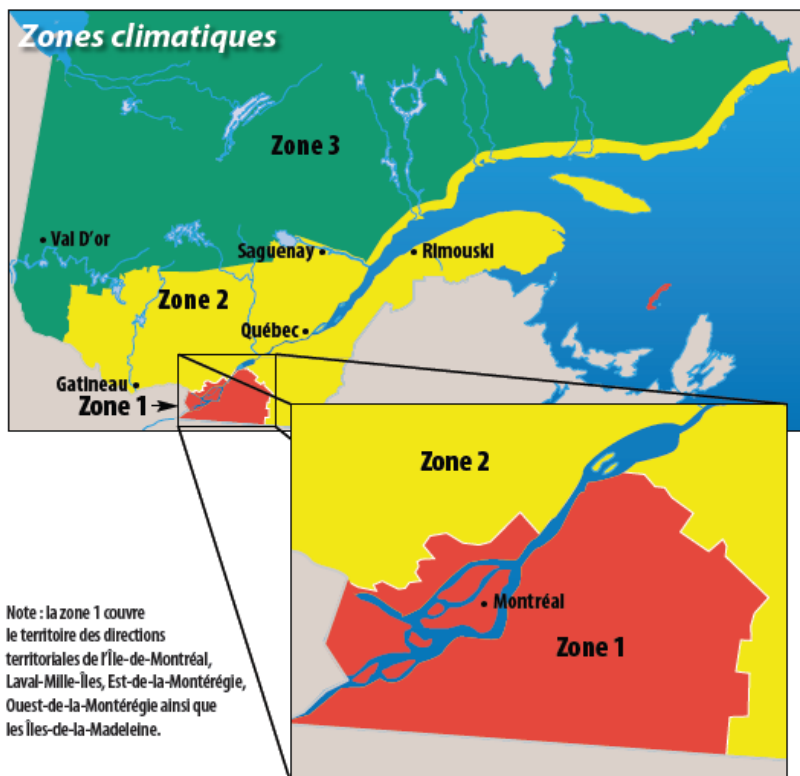 Zones climatiques
Zone 3
Val D'or
Saguenay
Rimouski
Zone 2
Québec
Gatineau
Zone 1
Zone 2
Montréal
Zone 1
Note : la zone 1 couvre
le territoire des directions
territoriales de l'Île-de-Montréal,
Laval-Mille-Îles, Est-de-la-Montérégie,
Ouest-de-la-Montérégie ainsi que
les Îles-de-la-Madeleine.